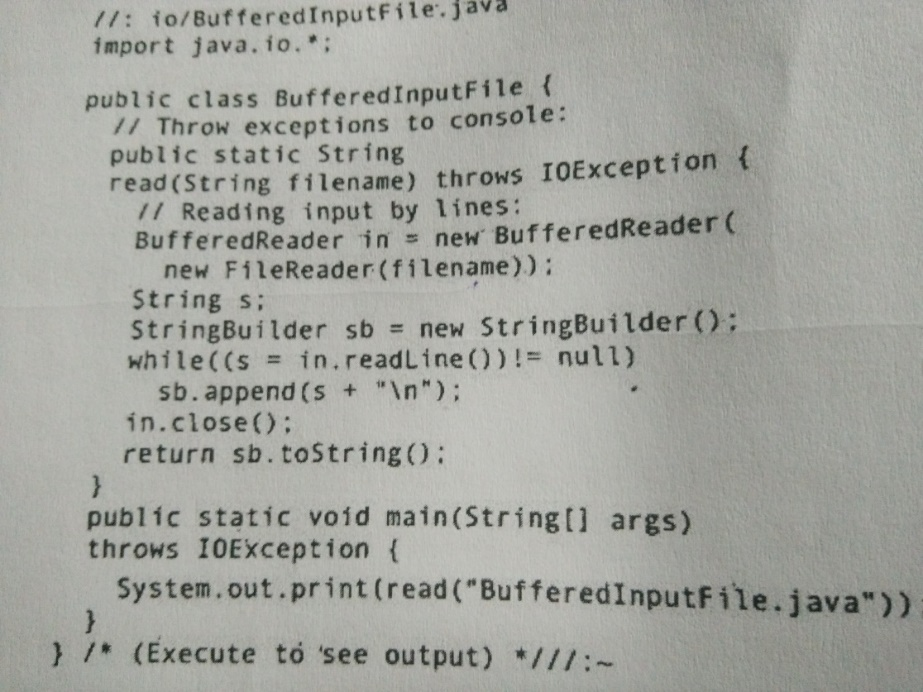 //: io/BufferedInputFile.java
import java.io.*;
public class BufferedInputFile {
// Throw exceptions to console:
public static String
read(String filename) throws IOException {
// Reading input by lines:
BufferedReader in = new BufferedReader(
new FileReader(filename));
String s;
StringBuilder sb = new StringBuilder();
while((s = in.readLine())!= null)
sb.append(s + "\n");
in.close();
return sb.toString();
}
public static void main(String[] args)
throws IOException {
System.out.print(read("BufferedInputFile.java"))
}
} /* (Execute to see output) *///:~